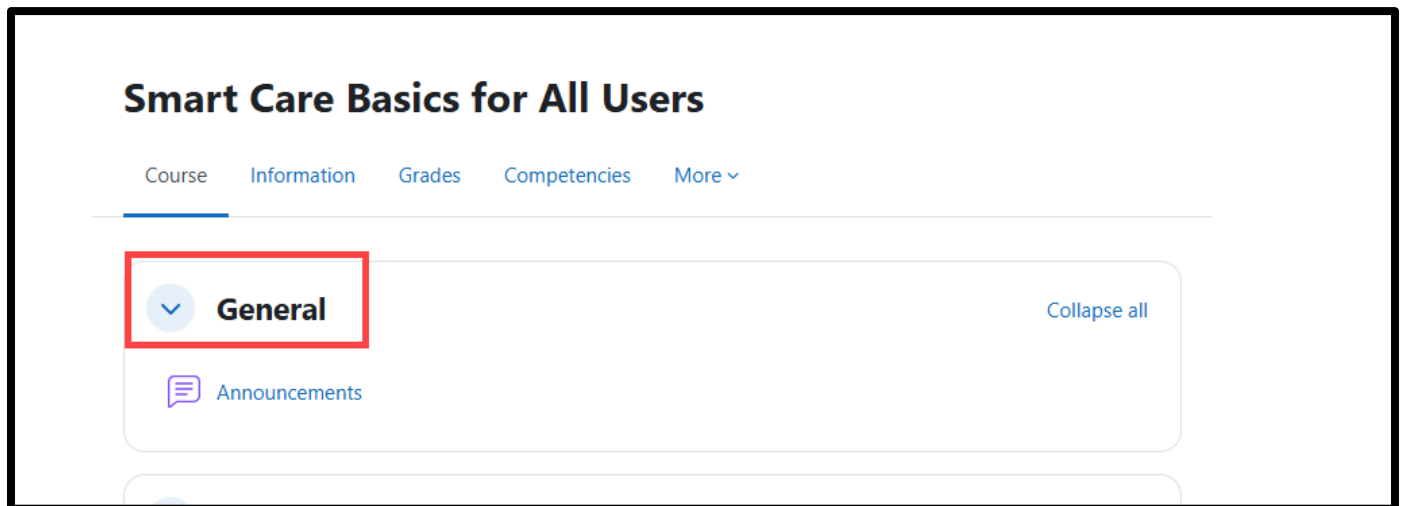 Smart Care Basics for All Users
Course Information Grades Competencies More
General Collapse all
Announcements